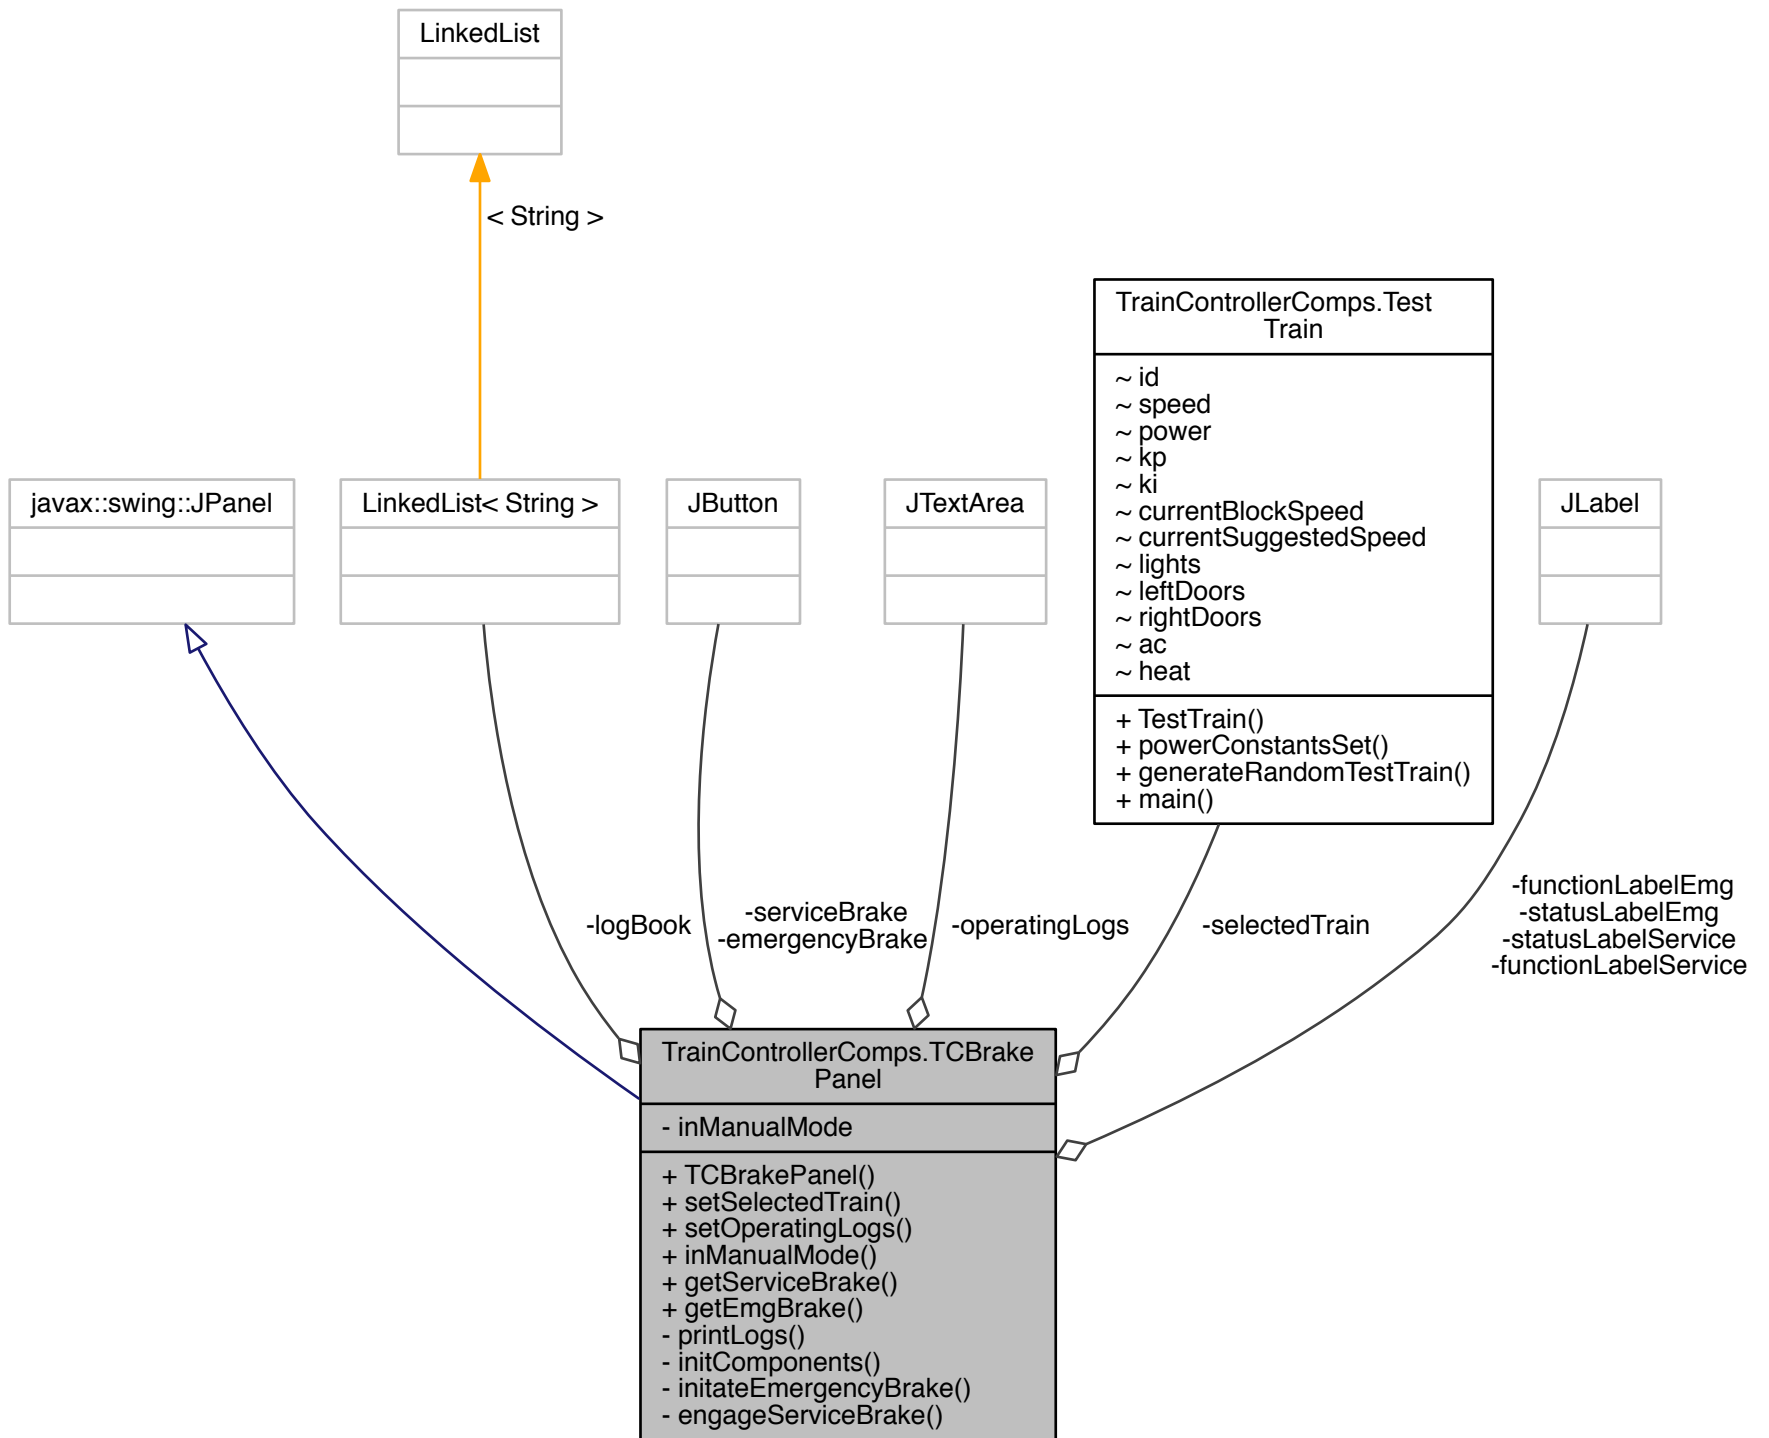 LinkedList
< String >
TrainControllerComps.Test
Train
~ id
~ speed
~ power
~ kp
~ ki
~ currentBlockSpeed
~ currentSuggestedSpeed
~ lights
~ leftDoors
~ rightDoors
~ ac
~ heat
+ TestTrain()
+ powerConstantsSet()
+ generateRandomTestTrain()
+ main()
javax::swing::JPanel
LinkedList< String >
JButton
JTextArea
JLabel
-logBook
-serviceBrake
-emergencyBrake
-operatingLogs
-selectedTrain
-functionLabelEmg
-statusLabelEmg
-statusLabelService
-functionLabelService
TrainControllerComps.TCBrake
Panel
- inManualMode
+ TCBrakePanel()
+ setSelectedTrain()
+ setOperatingLogs()
+ inManualMode()
+ getServiceBrake()
+ getEmgBrake()
- printLogs()
- initComponents()
- initateEmergencyBrake()
- engageServiceBrake()